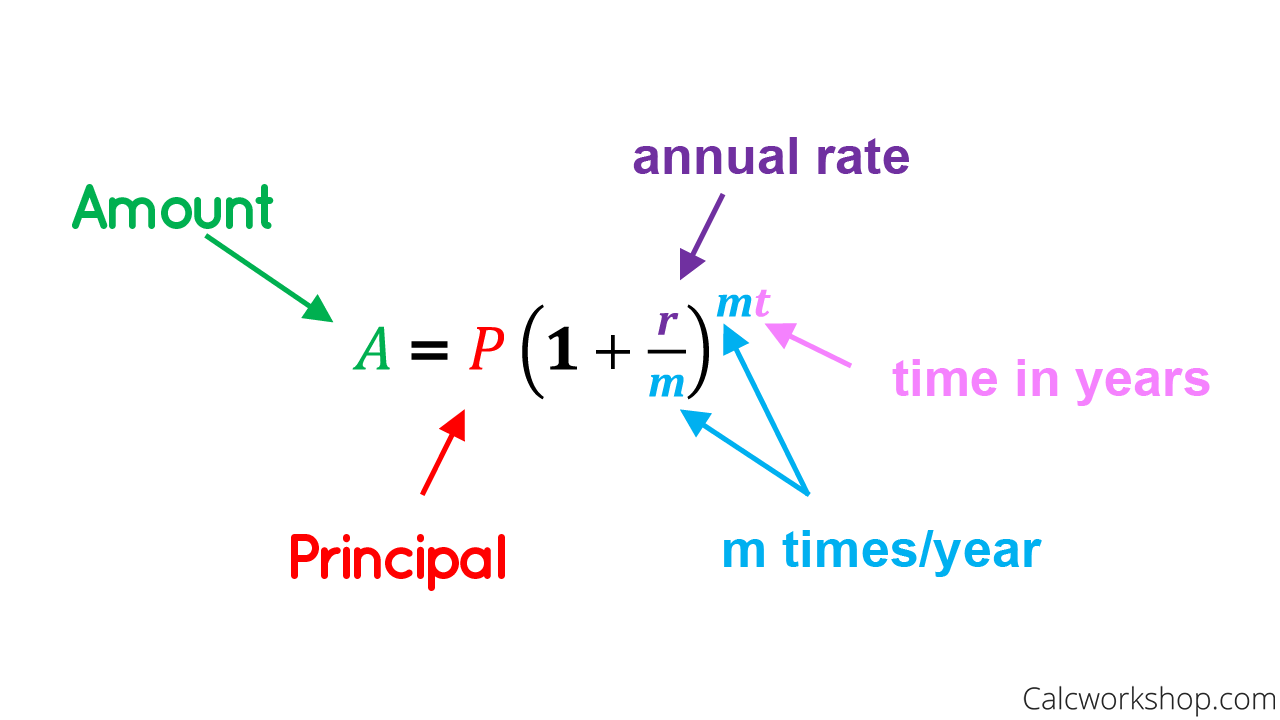 annual rate
Amount
A = P (1 + r/m)^mt
time in years
Principal
m times/year
Calcworkshop.com